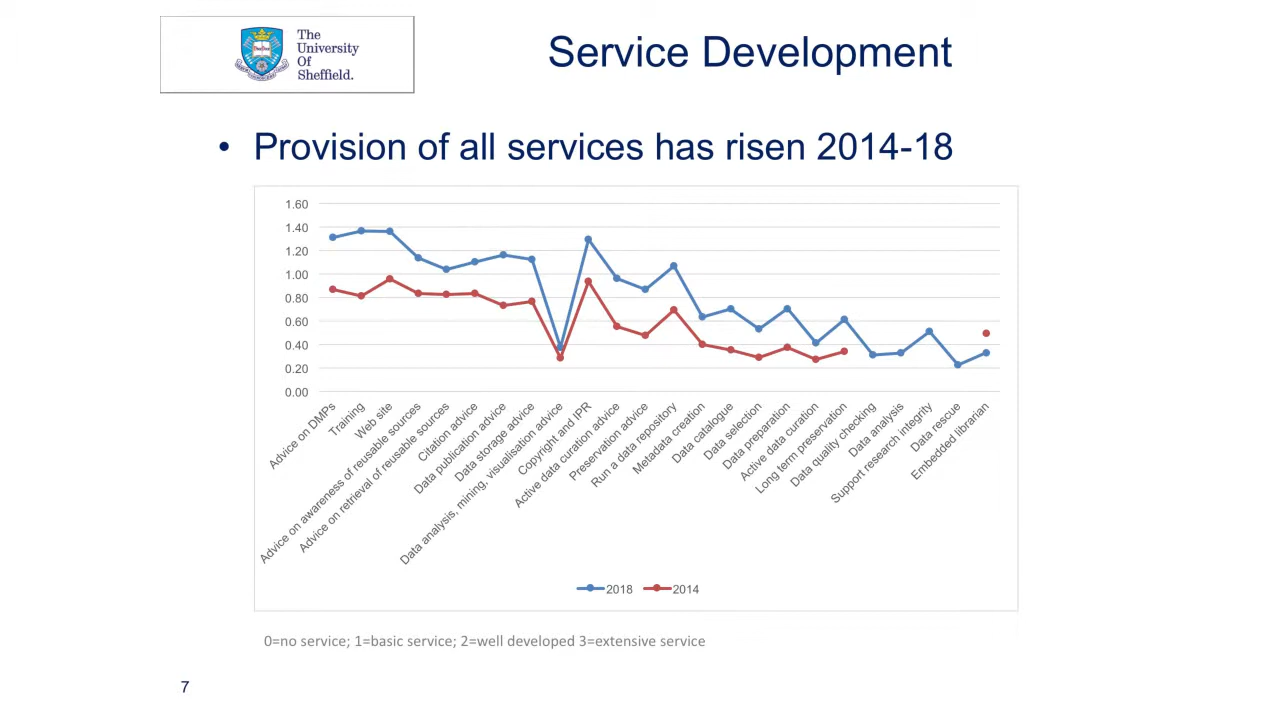 The
University
Of
Sheffield.
Service Development
• Provision of all services has risen 2014-18
1.60
1.40
1.20
1.00
0.80
0.60
0.40
0.20
0.00
Advice on DMPs
Training
Web site
Advice on awareness of reusable sources
Advice on retrieval of reusable sources
Citation advice
Data publication advice
Data storage advice
Data analysis, mining, visualisation advice
Copyright and IPR
Active data curation advice
Preservation advice
Run a data repository
Metadata creation
Data catalogue
Data selection
Data preparation
Active data curation
Long term preservation
Data quality checking
Data analysis
Support research integrity
Data rescue
Embedded librarian
2018 2014
0=no service; 1=basic service; 2=well developed 3=extensive service
7